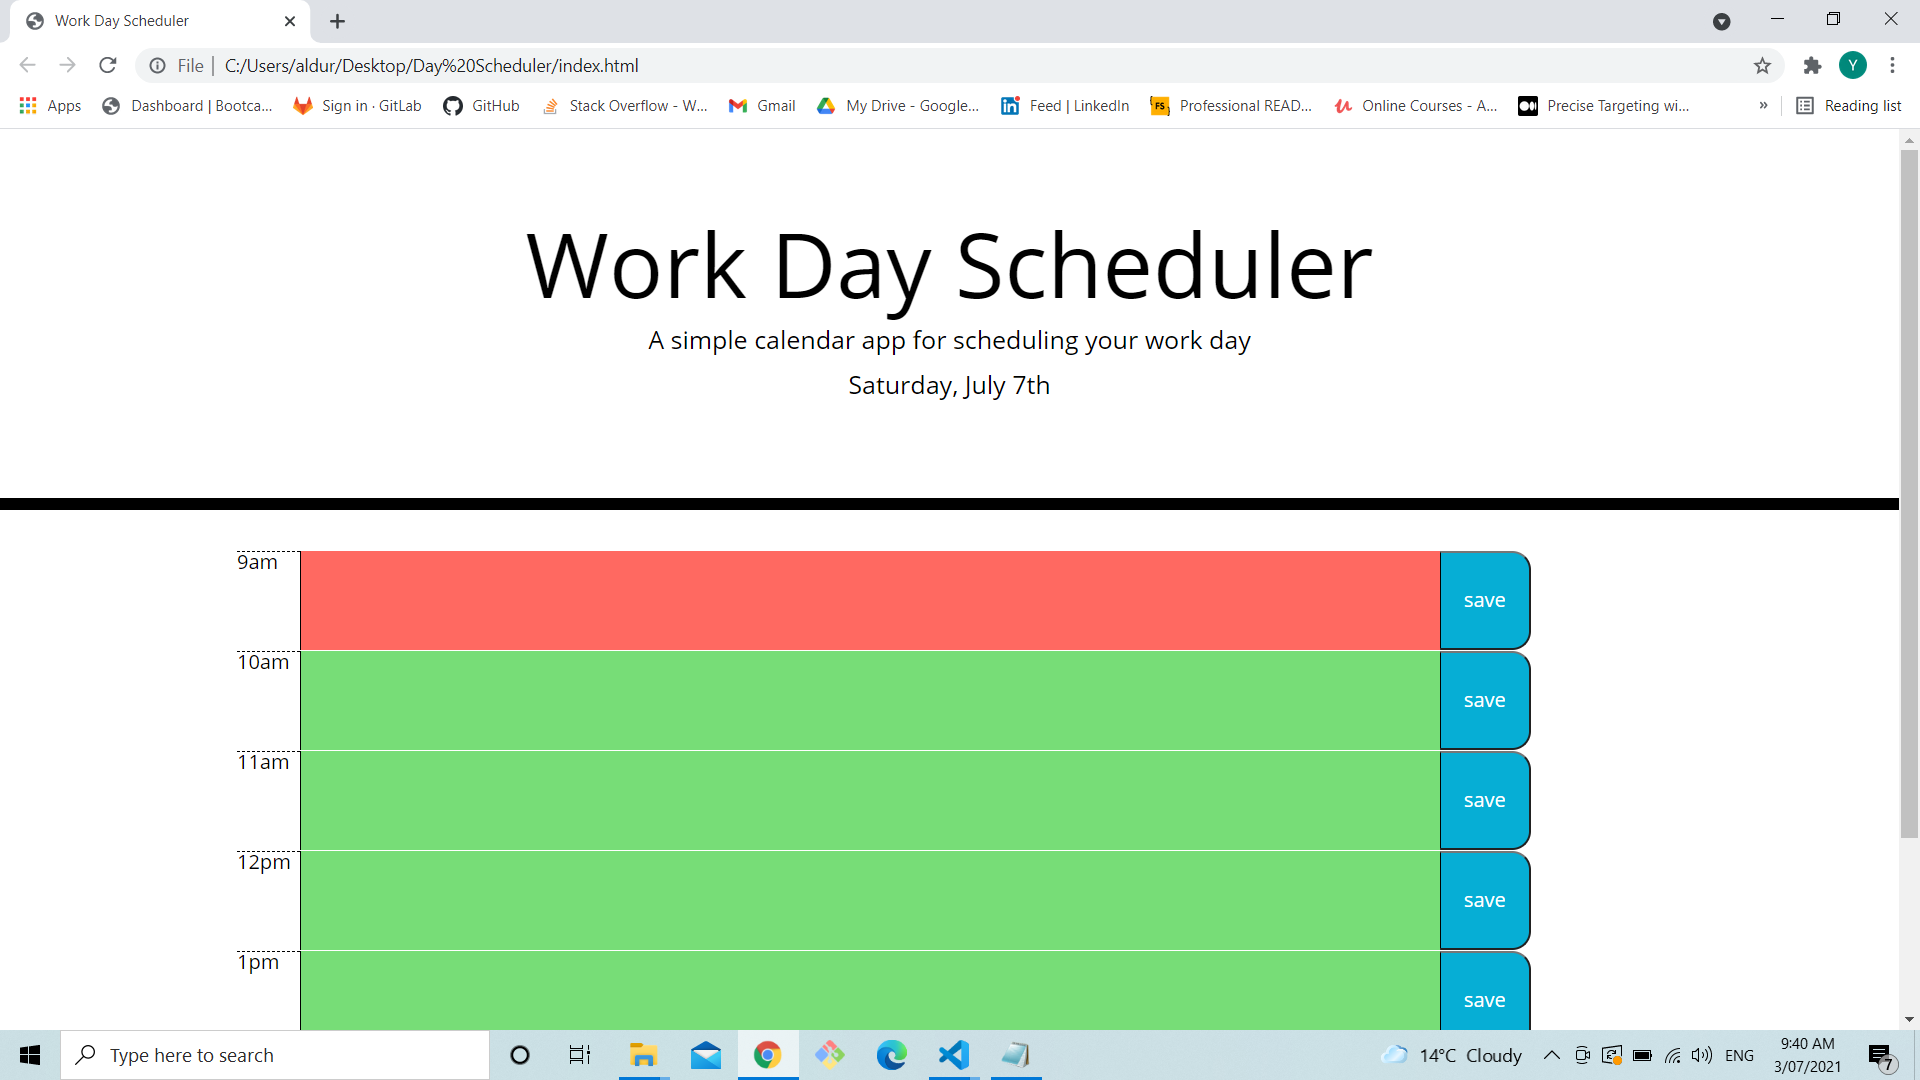 Work Day Scheduler
File
C:/Users/aldur/Desktop/Day%20Scheduler/index.html
Y
Apps
Dashboard | Bootca...
Sign in · GitLab
GitHub
Stack Overflow - W...
Gmail
My Drive - Google...
Feed | LinkedIn
FS Professional READ...
Online Courses - A...
Precise Targeting wi...
»
Reading list
Work Day Scheduler
A simple calendar app for scheduling your work day
Saturday, July 7th
9am
save
10am
save
11am
save
12pm
save
1pm
save
Type here to search
14°C Cloudy
ENG
9:40 AM
3/07/2021
7